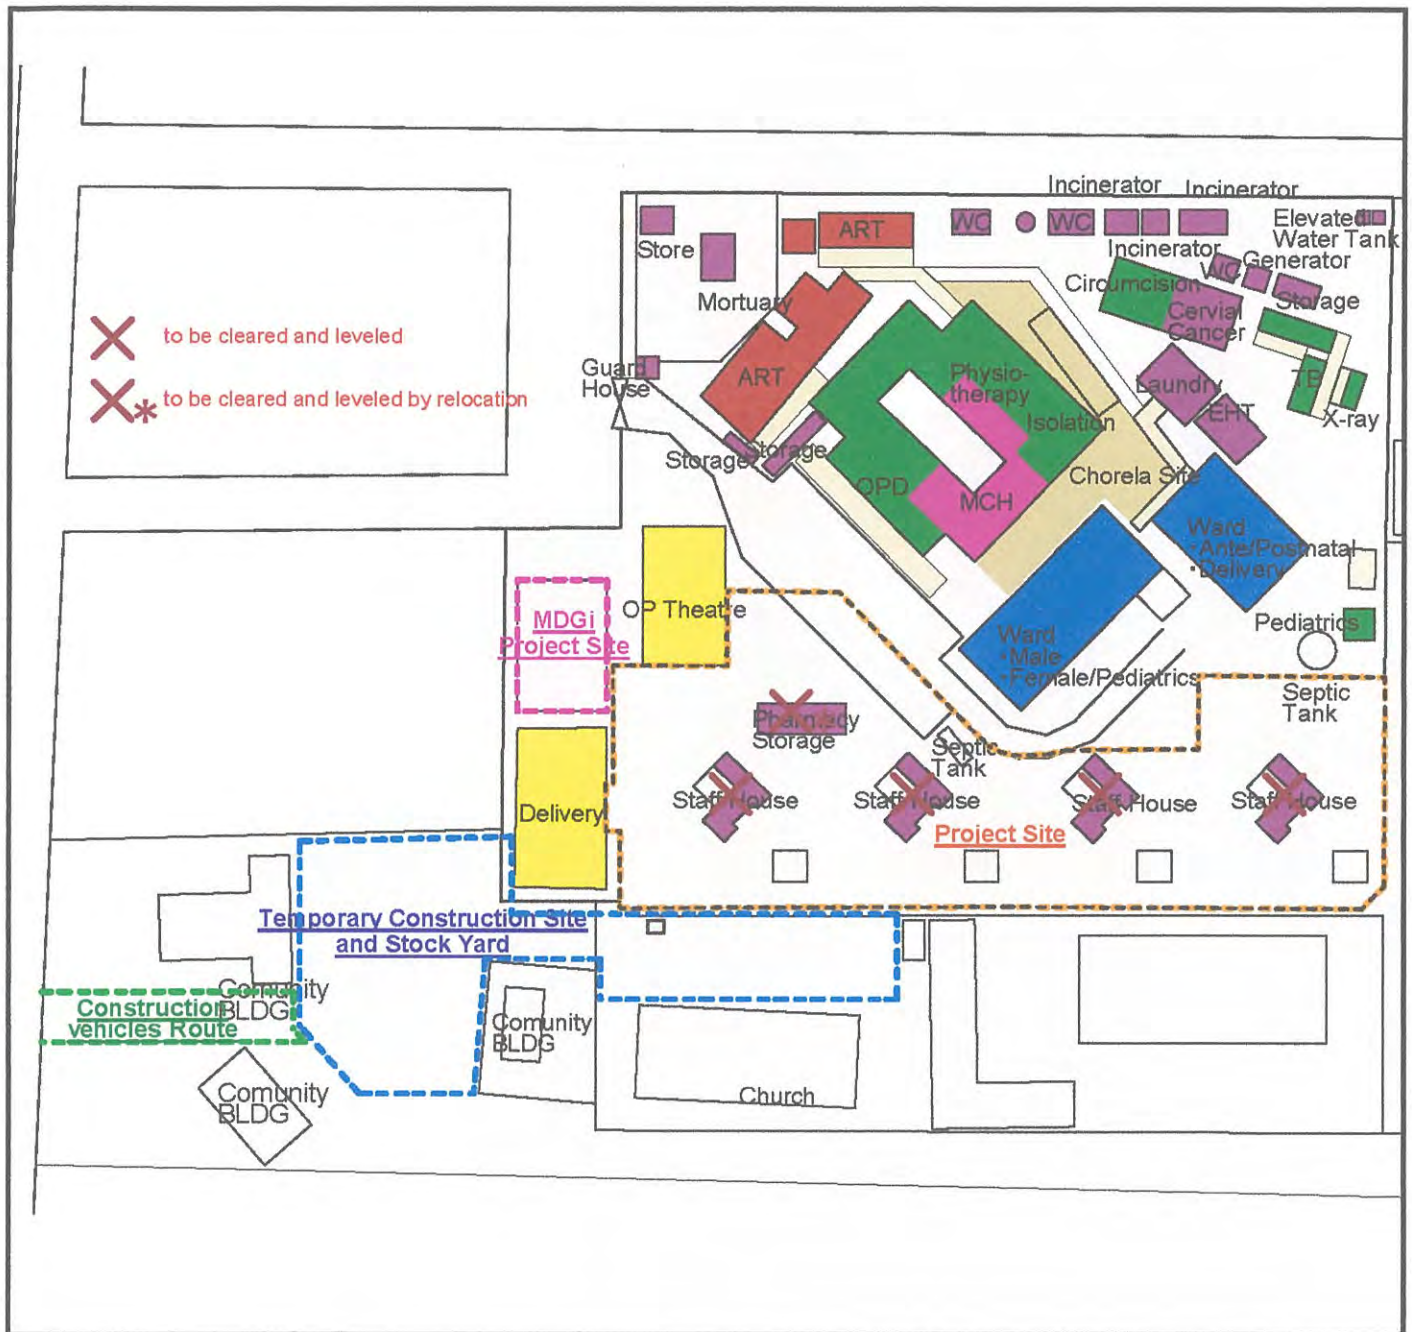 Incinerator
Incinerator
Store
Mortuary
ART
WC
WC
Incinerator
Elevated
Water Tank
WC
Generator
Storage
Circumcision
Cervial
Cancer
to be cleared and leveled
* to be cleared and leveled by relocation
Guard
House
ART
Physio-
therapy
Isolation
Laundry
EHT
TB
X-ray
Storage
Storage
OPD
MCH
Chorela Site
Ward
・Ante/Postnatal
・Delivery
OP Theatre
MDGi
Project Site
Ward
・Male
・Female/Pediatrics
Pediatrics
Septic
Tank
Pharmacy
Storage
Septic
Tank
Staff House
Staff House
Staff House
Staff House
Delivery
Project Site
Temporary Construction Site
and Stock Yard
Comunity
BLDG
Construction
vehicles Route
Comunity
BLDG
Comunity
BLDG
Church